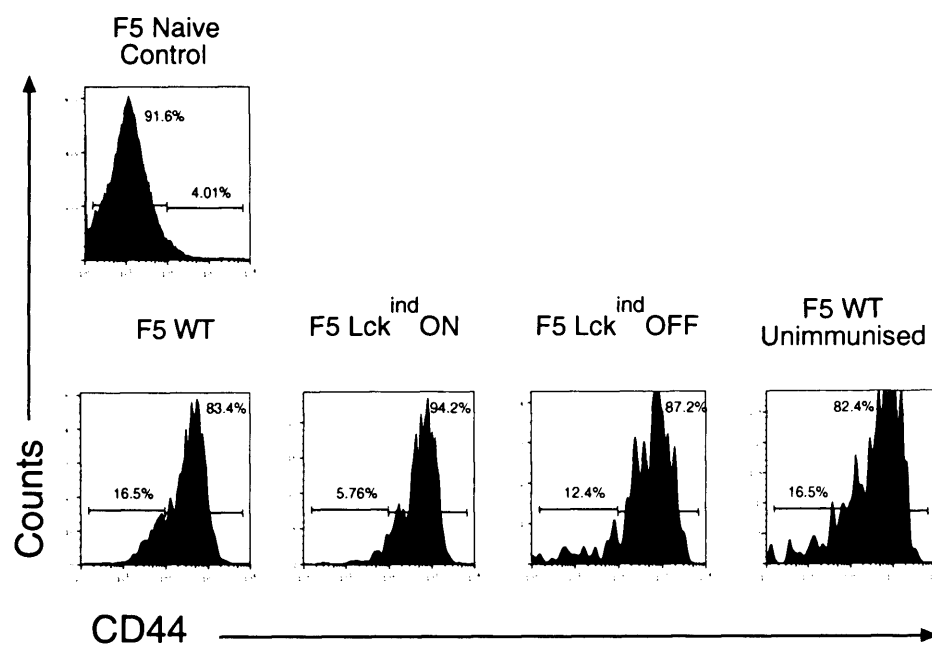 F5 Naive
Control
91.6%
4.01%
F5 WT
F5 Lck ind ON
F5 Lck ind OFF
F5 WT
Unimmunised
83.4%
16.5%
94.2%
5.76%
87.2%
12.4%
82.4%
16.5%
Counts
CD44